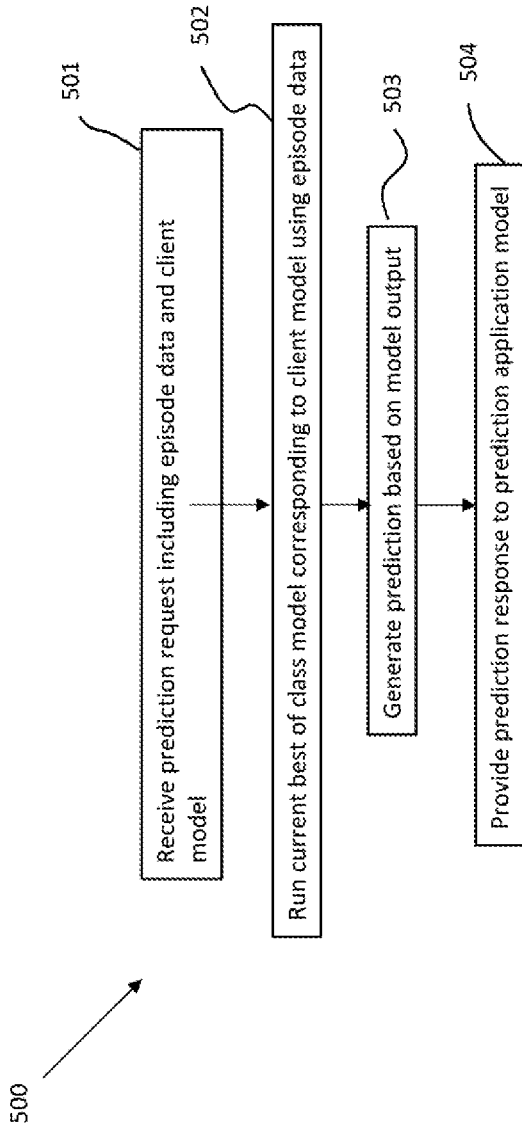 500
501
Receive prediction request including episode data and client
model
502
Run current best of class model corresponding to client model using episode data
503
Generate prediction based on model output
504
Provide prediction response to prediction application model